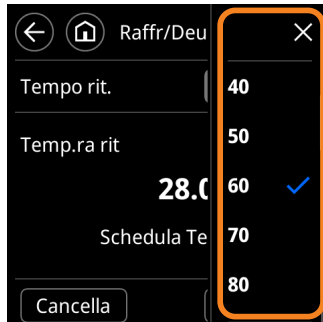 Raffr/Deu
Tempo rit.
Temp.ra rit
28.0
Schedula Te
Cancella
40
50
60
70
80